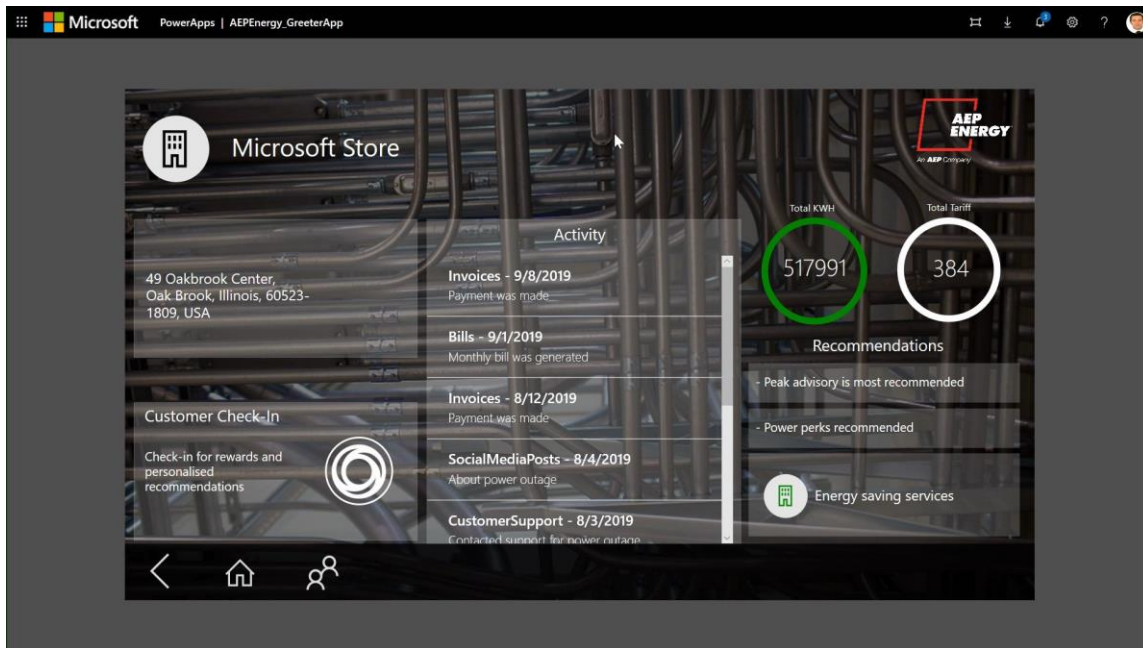 Microsoft PowerApps | AEPEnergy_GreeterApp
1
?
Microsoft Store
AEP
ENERGY
An AEP Company
49 Oakbrook Center,
Oak Brook, Illinois, 60523-
1809, USA
Customer Check-In
Check-in for rewards and
personalised
recommendations
Activity
Invoices - 9/8/2019
Payment was made
Bills - 9/1/2019
Monthly bill was generated
Invoices - 8/12/2019
Payment was made
SocialMediaPosts - 8/4/2019
About power outage
CustomerSupport - 8/3/2019
Contacted support for power outage
Total KWH
517991
Total Tariff
384
Recommendations
- Peak advisory is most recommended
- Power perks recommended
Energy saving services